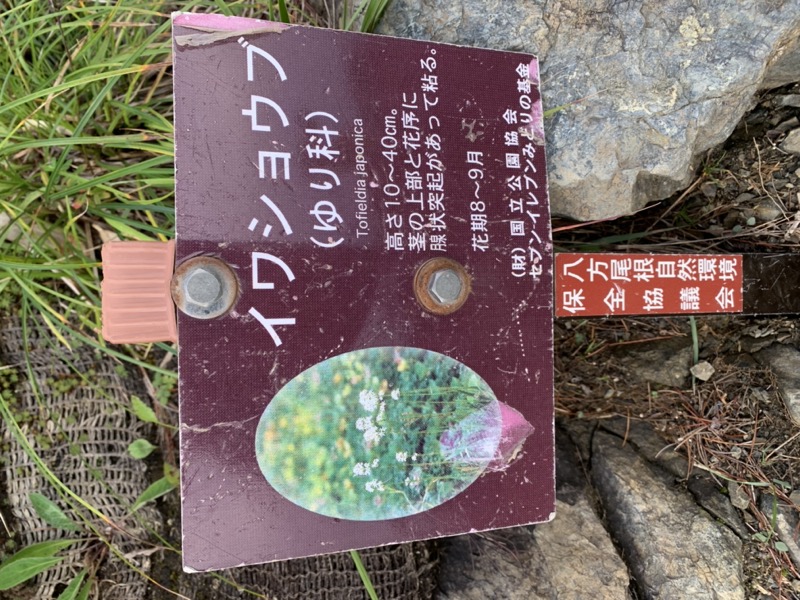 イワショウブ
(ゆり科)
Tofieldia japonica
高さ10～40cm。
茎の上部と花序に
腺状突起があって粘る。
花期8～9月
(財) 国立公園協会
セブン-イレブンみどりの基金
八方尾根自然環境
保全協議会